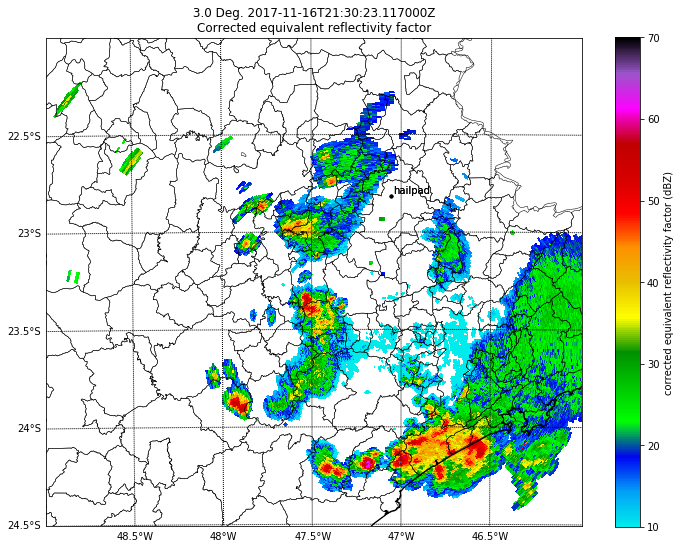 3.0 Deg. 2017-11-16T21:30:23.117000Z
Corrected equivalent reflectivity factor
hailpad
22.5°S
23°S
23.5°S
24°S
24.5°S
48.5°W
48°W
47.5°W
47°W
46.5°W
70
60
50
40
30
20
10
corrected equivalent reflectivity factor (dBZ)